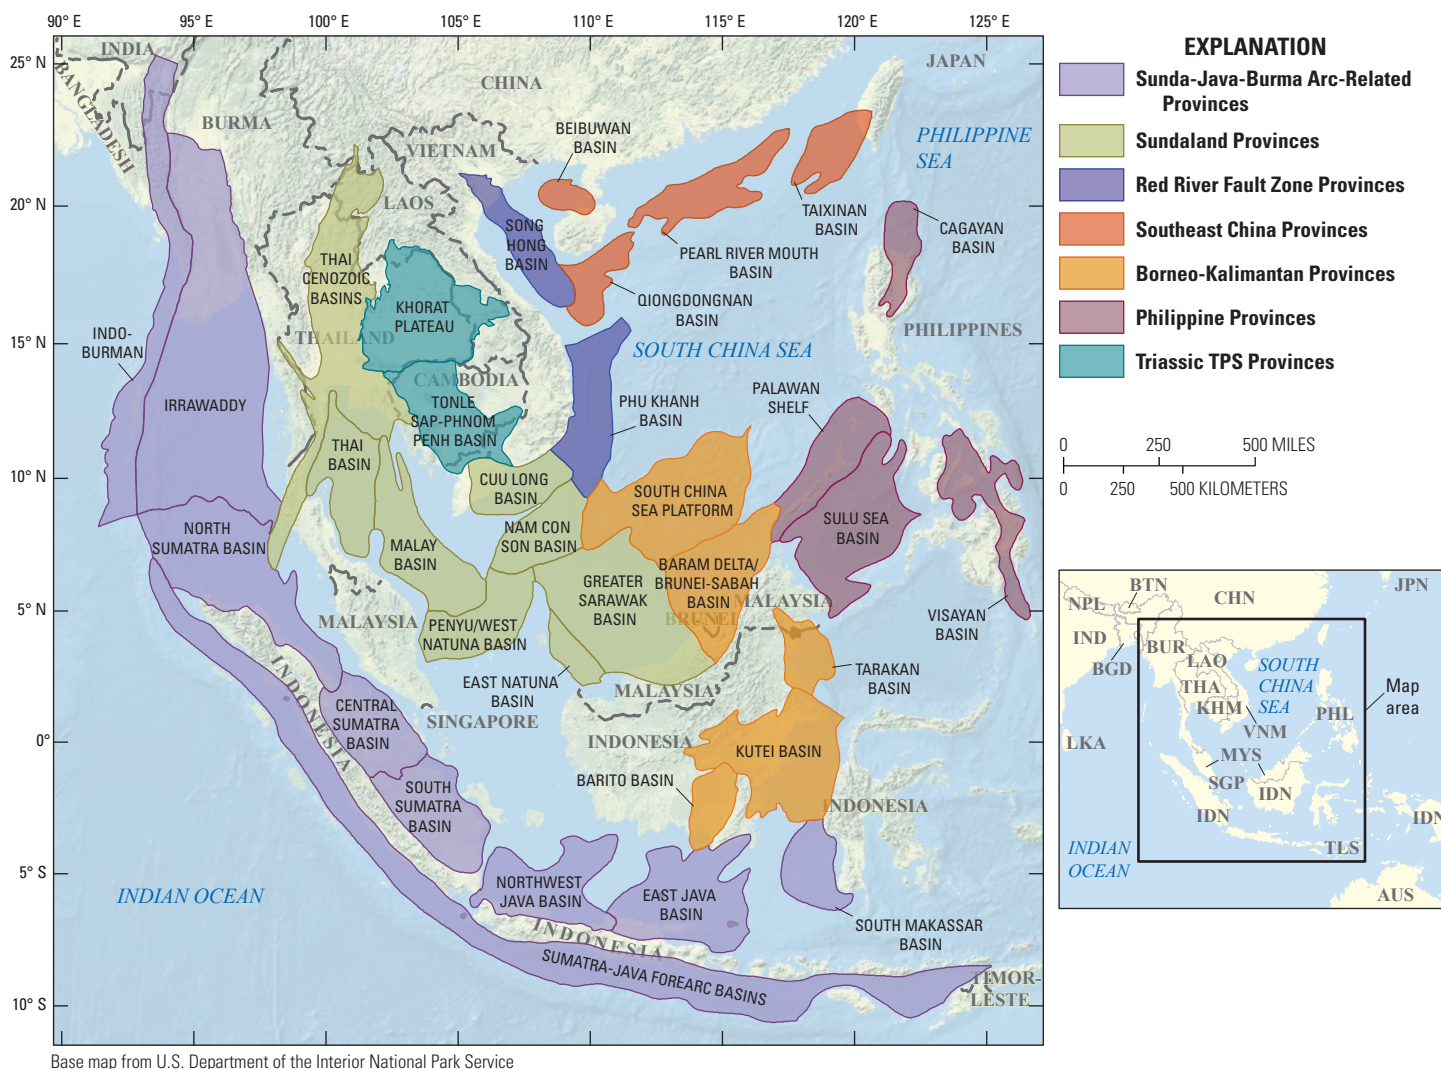 90° E
95° E
100° E
105° E
110° E
115° E
120° E
125° E
25° N
20° N
15° N
10° N
5° N
0°
5° S
10° S
INDIA
BANGLADESH
BURMA
CHINA
JAPAN
VIETNAM
LAOS
THAILAND
CAMBODIA
PHILIPPINES
MALAYSIA
BRUNEI
MALAYSIA
MALAYSIA
SINGAPORE
INDONESIA
INDONESIA
INDONESIA
INDONESIA
TIMOR-
LESTE
PHILIPPINE
SEA
SOUTH CHINA SEA
INDIAN OCEAN
BEIBUWAN
BASIN
TAIXINAN
BASIN
CAGAYAN
BASIN
PEARL RIVER MOUTH
BASIN
QIONGDONGNAN
BASIN
SONG
HONG
BASIN
THAI
CENOZOIC
BASINS
KHORAT
PLATEAU
INDO-
BURMAN
IRRAWADDY
TONLE
SAP-PHNOM
PENH BASIN
PHU KHANH
BASIN
PALAWAN
SHELF
THAI
BASIN
CUU LONG
BASIN
SOUTH CHINA
SEA PLATFORM
SULU SEA
BASIN
NORTH
SUMATRA BASIN
NAM CON
SON BASIN
MALAY
BASIN
GREATER
SARAWAK
BASIN
BARAM DELTA/
BRUNEI-SABAH
BASIN
PENYU/WEST
NATUNA BASIN
VISAYAN
BASIN
EAST NATUNA
BASIN
TARAKAN
BASIN
CENTRAL
SUMATRA
BASIN
KUTEI BASIN
BARITO BASIN
SOUTH
SUMATRA
BASIN
NORTHWEST
JAVA BASIN
EAST JAVA
BASIN
SOUTH MAKASSAR
BASIN
SUMATRA-JAVA FOREARC BASINS
Base map from U.S. Department of the Interior National Park Service
EXPLANATION
Sunda-Java-Burma Arc-Related
Provinces
Sundaland Provinces
Red River Fault Zone Provinces
Southeast China Provinces
Borneo-Kalimantan Provinces
Philippine Provinces
Triassic TPS Provinces
0 250 500 MILES
0 250 500 KILOMETERS
BTN
NPL
CHN
JPN
IND
BUR
BGD
LAO
SOUTH
CHINA
SEA
THA
KHM
PHL
Map
area
VNM
LKA
MYS
SGP
IDN
IDN
IDN
INDIAN
OCEAN
TLS
AUS